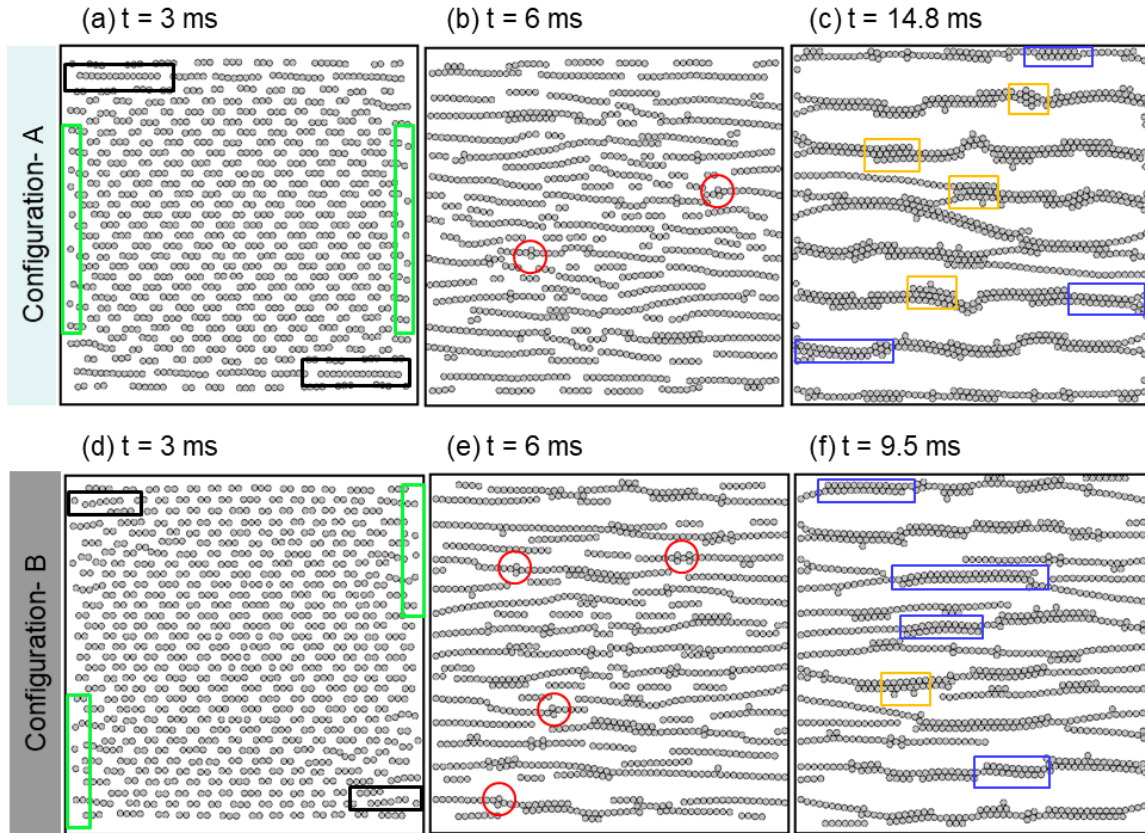 (a) t = 3 ms
(b) t = 6 ms
(c) t = 14.8 ms
Configuration- A
(d) t = 3 ms
(e) t = 6 ms
(f) t = 9.5 ms
Configuration- B